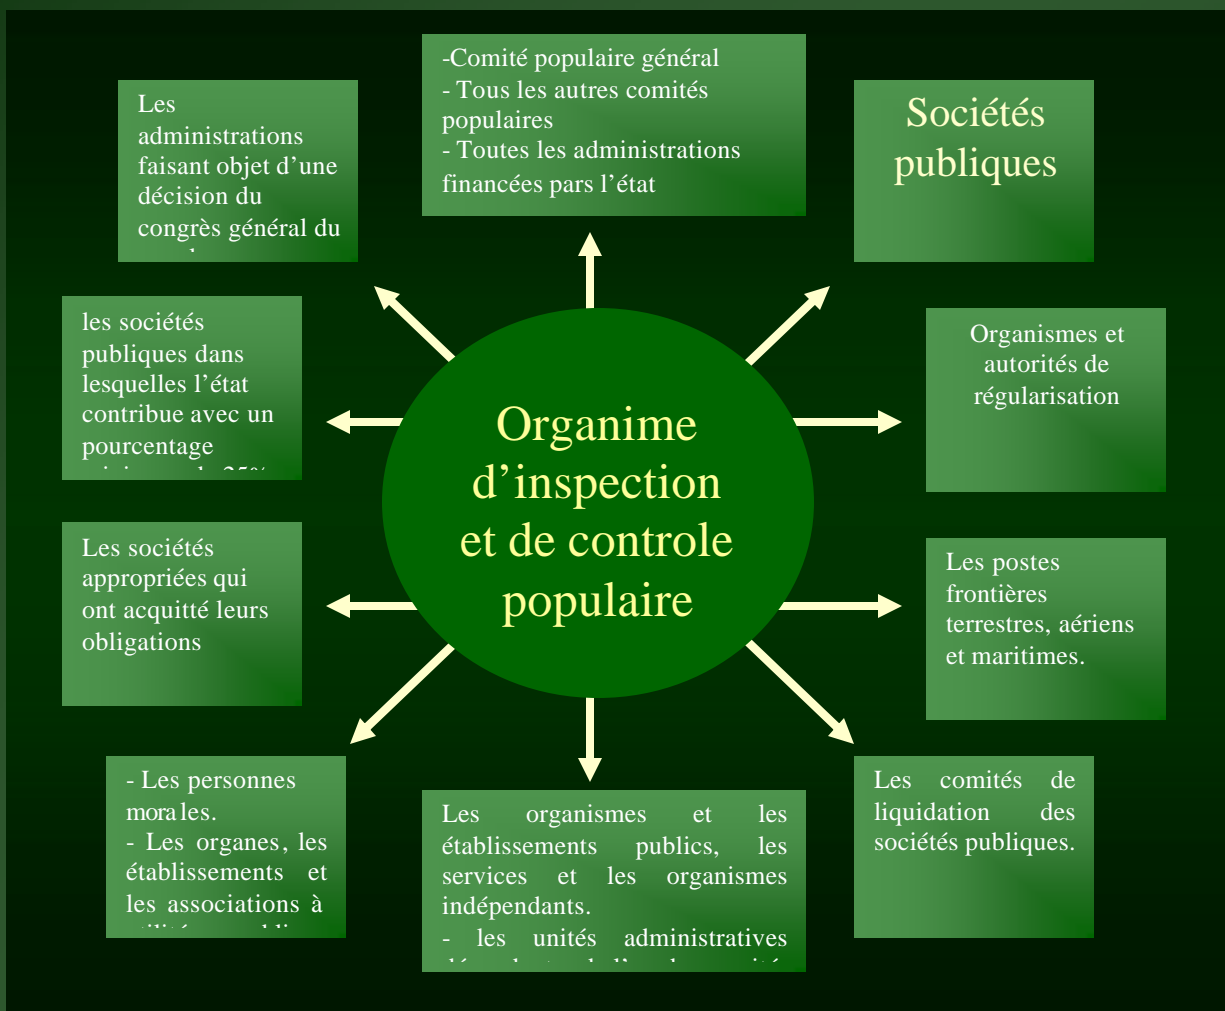 -Comité populaire général
- Tous les autres comités
populaires
- Toutes les administrations
financées pars l’état
Les
administrations
faisant objet d’une
décision du
congrès général du
Sociétés
publiques
les sociétés
publiques dans
lesquelles l’état
contribue avec un
pourcentage
Organismes et
autorités de
régularisation
Organime
d’inspection
et de controle
populaire
Les sociétés
appropriées qui
ont acquitté leurs
obligations
Les postes
frontières
terrestres, aériens
et maritimes.
- Les personnes
morales.
- Les organes, les
établissements et
les associations à
Les organismes et les
établissements publics, les
services et les organismes
indépendants.
- les unités administratives
Les comités de
liquidation des
sociétés publiques.